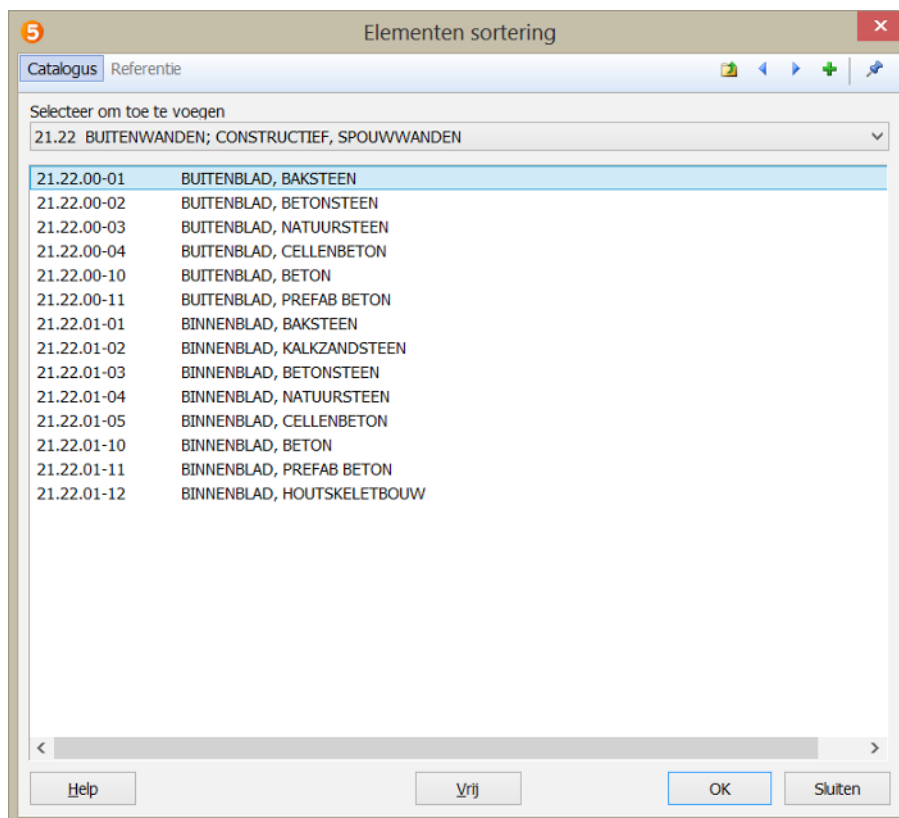 5 Elementen sortering
Catalogus Referentie
Selecteer om toe te voegen
21.22 BUITENWANDEN; CONSTRUCTIEF, SPOUWWANDEN
21.22.00-01 BUITENBLAD, BAKSTEEN
21.22.00-02 BUITENBLAD, BETONSTEEN
21.22.00-03 BUITENBLAD, NATUURSTEEN
21.22.00-04 BUITENBLAD, CELLENBETON
21.22.00-10 BUITENBLAD, BETON
21.22.00-11 BUITENBLAD, PREFAB BETON
21.22.01-01 BINNENBLAD, BAKSTEEN
21.22.01-02 BINNENBLAD, KALKZANDSTEEN
21.22.01-03 BINNENBLAD, BETONSTEEN
21.22.01-04 BINNENBLAD, NATUURSTEEN
21.22.01-05 BINNENBLAD, CELLENBETON
21.22.01-10 BINNENBLAD, BETON
21.22.01-11 BINNENBLAD, PREFAB BETON
21.22.01-12 BINNENBLAD, HOUTSKELETBOUW
Help Vrij OK Sluiten